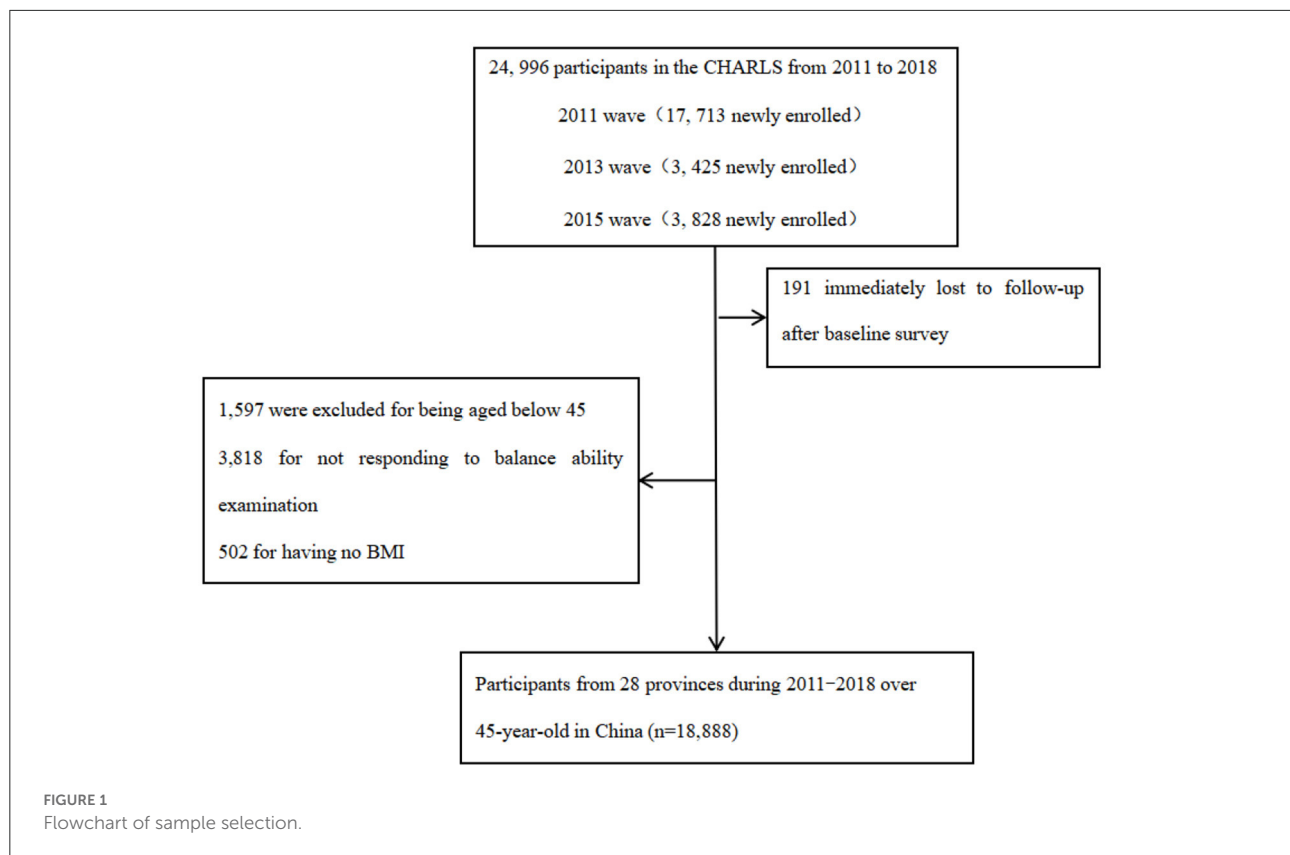 24, 996 participants in the CHARLS from 2011 to 2018
2011 wave（17, 713 newly enrolled）
2013 wave（3, 425 newly enrolled）
2015 wave（3, 828 newly enrolled）
191 immediately lost to follow-up
after baseline survey
1,597 were excluded for being aged below 45
3,818 for not responding to balance ability
examination
502 for having no BMI
Participants from 28 provinces during 2011−2018 over
45-year-old in China (n=18,888)
FIGURE 1
Flowchart of sample selection.